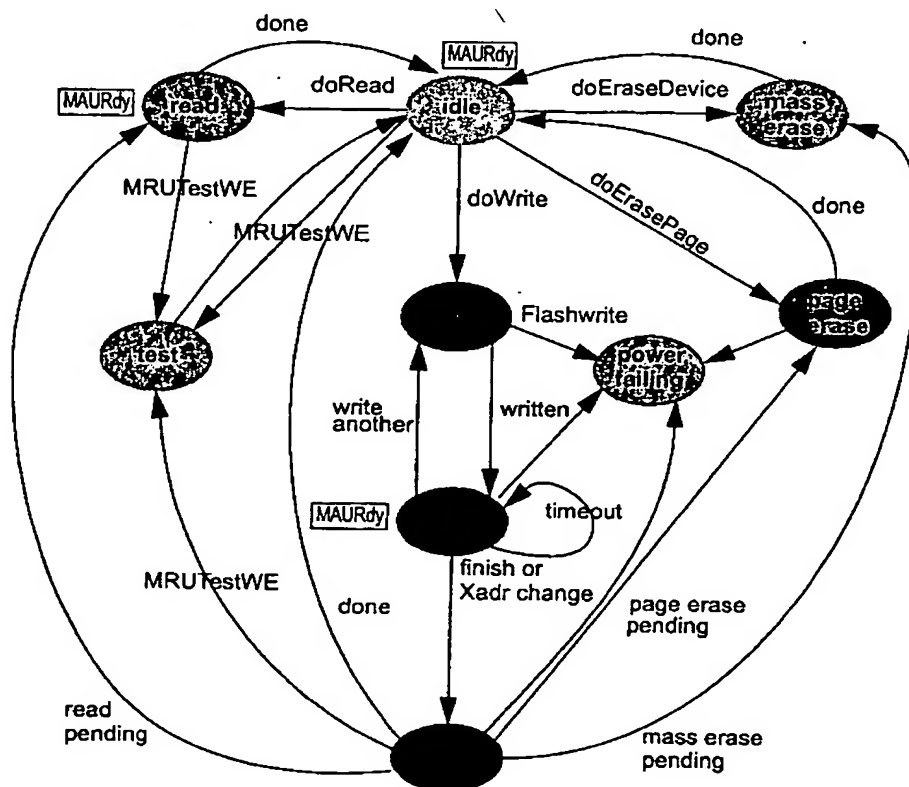 done
MAURdy
done
MAURdy
read
doRead
idle
doEraseDevice
mass
erase
MRUTestWE
MRUTestWE
doWrite
doErasePage
done
test
Flashwrite
power
failing
page
erase
write
another
written
MAURdy
timeout
MRUTestWE
done
finish or
Xadr change
page erase
pending
read
pending
mass erase
pending